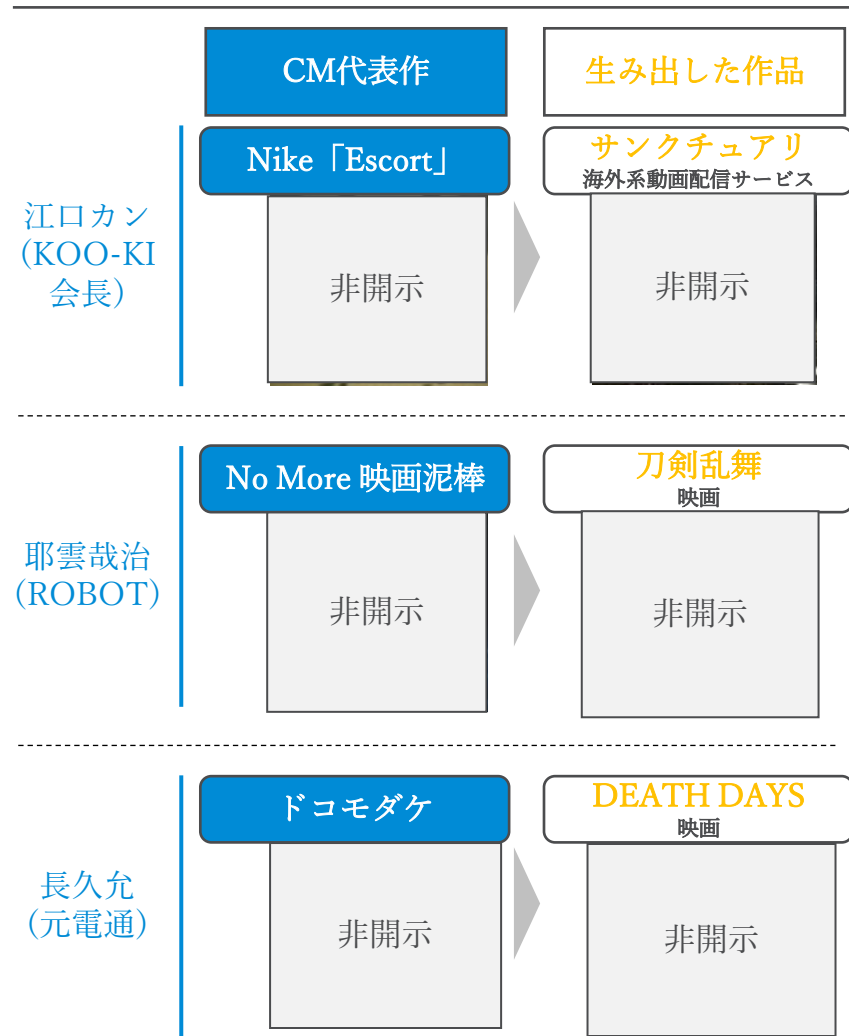 CM代表作
生み出した作品
江口カン
(KOO-KI
会長)
Nike「Escort」
サンクチュアリ
海外系動画配信サービス
非開示
非開示
耶雲哉治
(ROBOT)
No More 映画泥棒
刀剣乱舞
映画
非開示
非開示
長久允
(元電通)
ドコモダケ
DEATH DAYS
映画
非開示
非開示